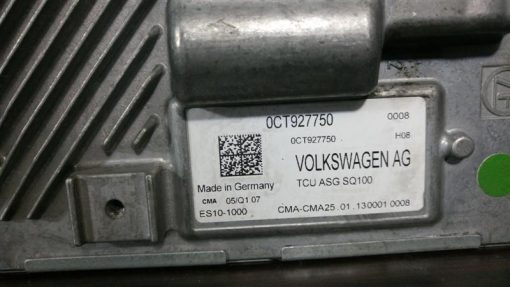 0CT927750 0008
0CT927750 H08
VOLKSWAGEN AG
Made in Germany TCU ASG SQ100
CMA 05/Q1 07
ES10-1000 CMA-CMA25.01.130001 0008